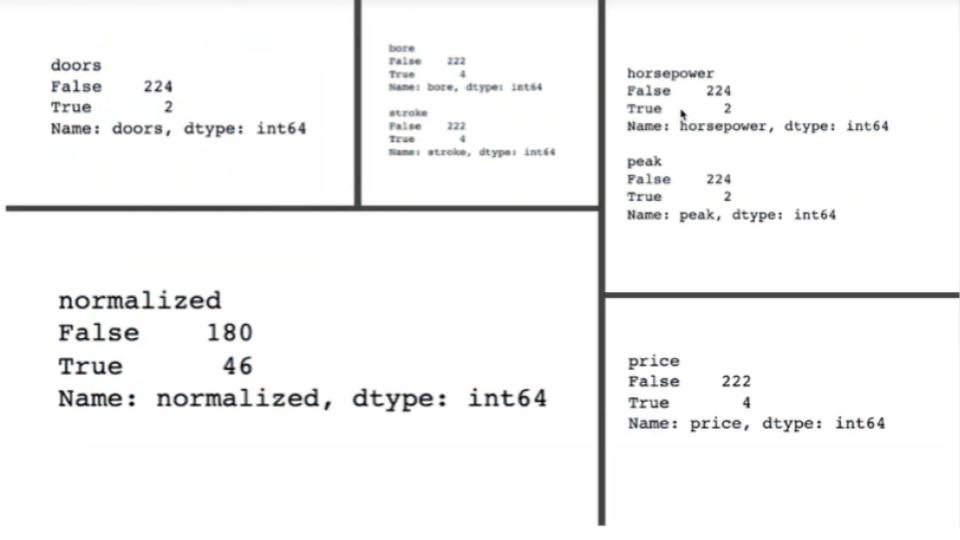 doors
False 224
True 2
Name: doors, dtype: int64
bore
False 222
True 4
Name: bore, dtype: int64
stroke
False 222
True 4
Name: stroke, dtype: int64
horsepower
False 224
True 2
Name: horsepower, dtype: int64
peak
False 224
True 2
Name: peak, dtype: int64
normalized
False 180
True 46
Name: normalized, dtype: int64
price
False 222
True 4
Name: price, dtype: int64